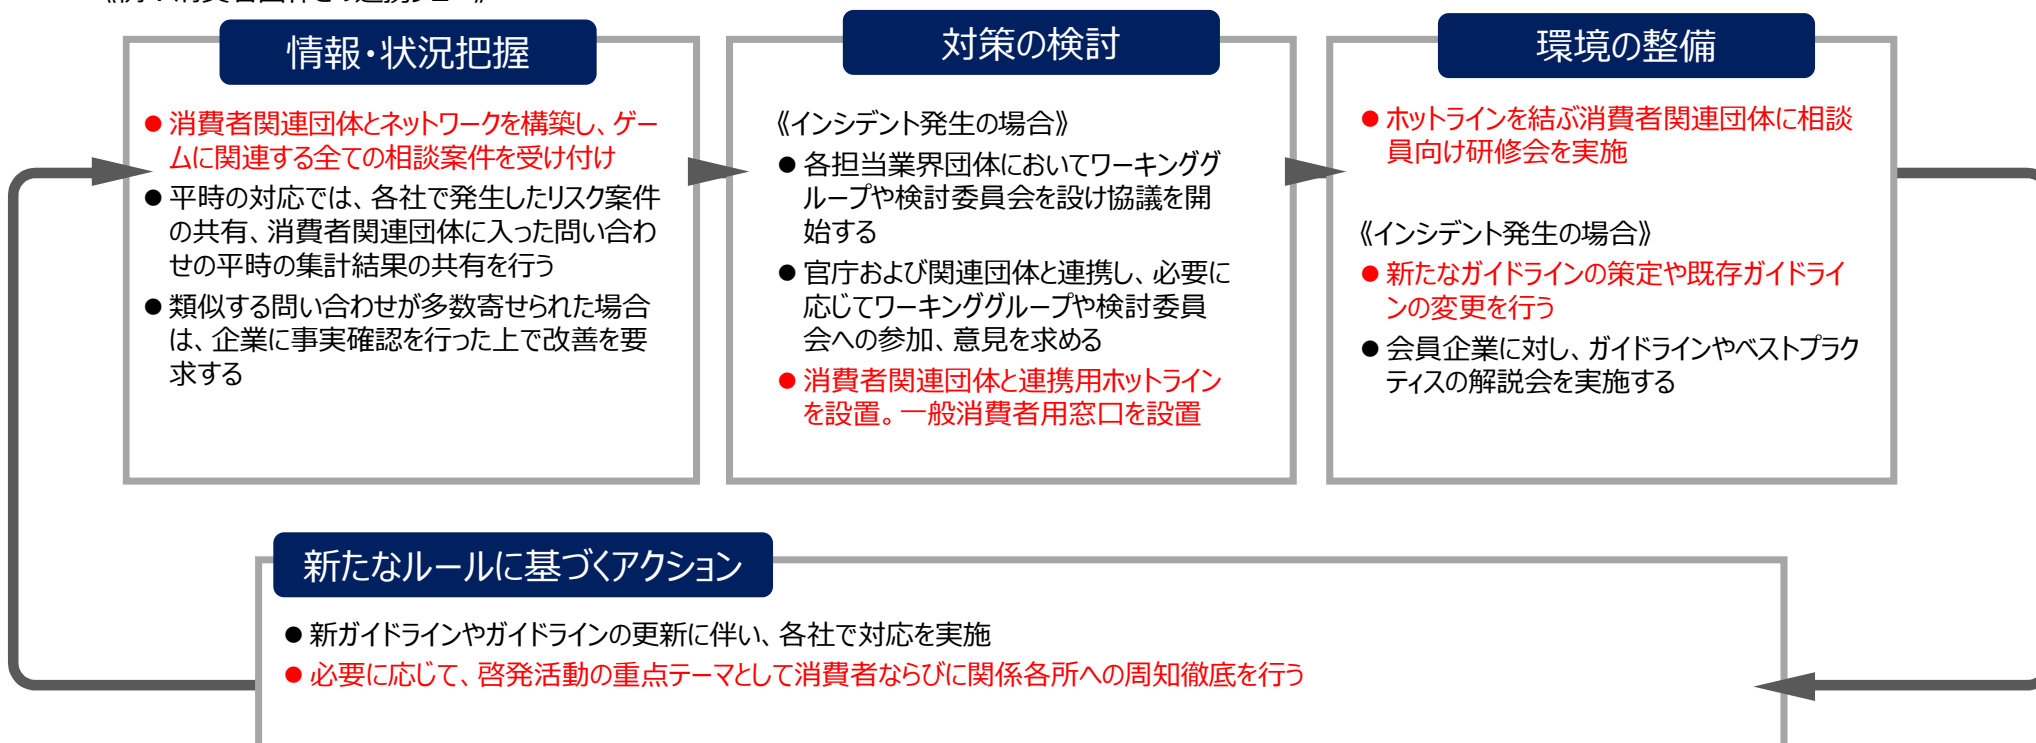 情報・状況把握
● 消費者関連団体とネットワークを構築し、ゲー
ムに関連する全ての相談案件を受け付け
● 平時の対応では、各社で発生したリスク案件
の共有、消費者関連団体に入った問い合わ
せの平時の集計結果の共有を行う
● 類似する問い合わせが多数寄せられた場合
は、企業に事実確認を行った上で改善を要
求する
対策の検討
《インシデント発生の場合》
● 各担当業界団体においてワーキンググ
ループや検討委員会を設け協議を開
始する
● 官庁および関連団体と連携し、必要に
応じてワーキンググループや検討委員
会への参加、意見を求める
● 消費者関連団体と連携用ホットライン
を設置。一般消費者用窓口を設置
環境の整備
● ホットラインを結ぶ消費者関連団体に相談
員向け研修会を実施
《インシデント発生の場合》
● 新たなガイドラインの策定や既存ガイドライ
ンの変更を行う
● 会員企業に対し、ガイドラインやベストプラク
ティスの解説会を実施する
新たなルールに基づくアクション
● 新ガイドラインやガイドラインの更新に伴い、各社で対応を実施
● 必要に応じて、啓発活動の重点テーマとして消費者ならびに関係各所への周知徹底を行う